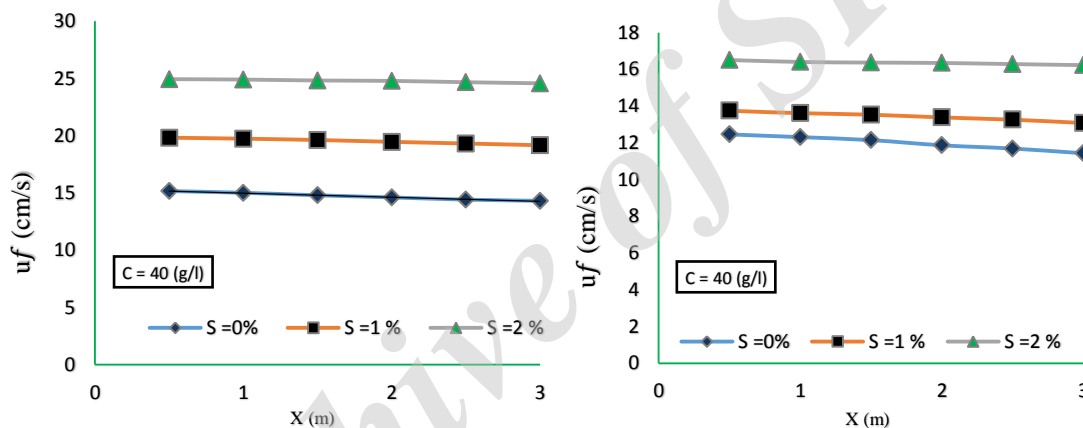 30
25
20
15
10
5
0
uf (cm/s)
C = 40 (g/l)
S =0%
S =1 %
S =2 %
0
1
2
3
X (m)
18
16
14
12
10
8
6
4
2
0
uf (cm/s)
C = 40 (g/l)
S =0%
S =1 %
S =2 %
0
1
2
3
X (m)